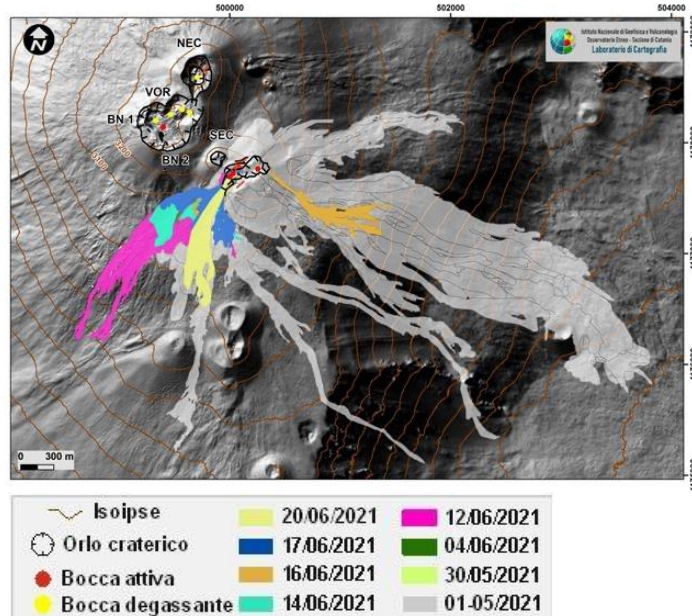 500000 502000 504000
Istituto Nazionale di Geofisica e Vulcanologia
Osservatorio Etneo - Sezione di Catania
Laboratorio di Cartografia
N
NEC
VOR
BN 1
BN 2
SEC
0 300 m
Isoipse
Orlo craterico
Bocca attiva
Bocca degassante
20/06/2021
17/06/2021
16/06/2021
14/06/2021
12/06/2021
04/06/2021
30/05/2021
01-05/2021